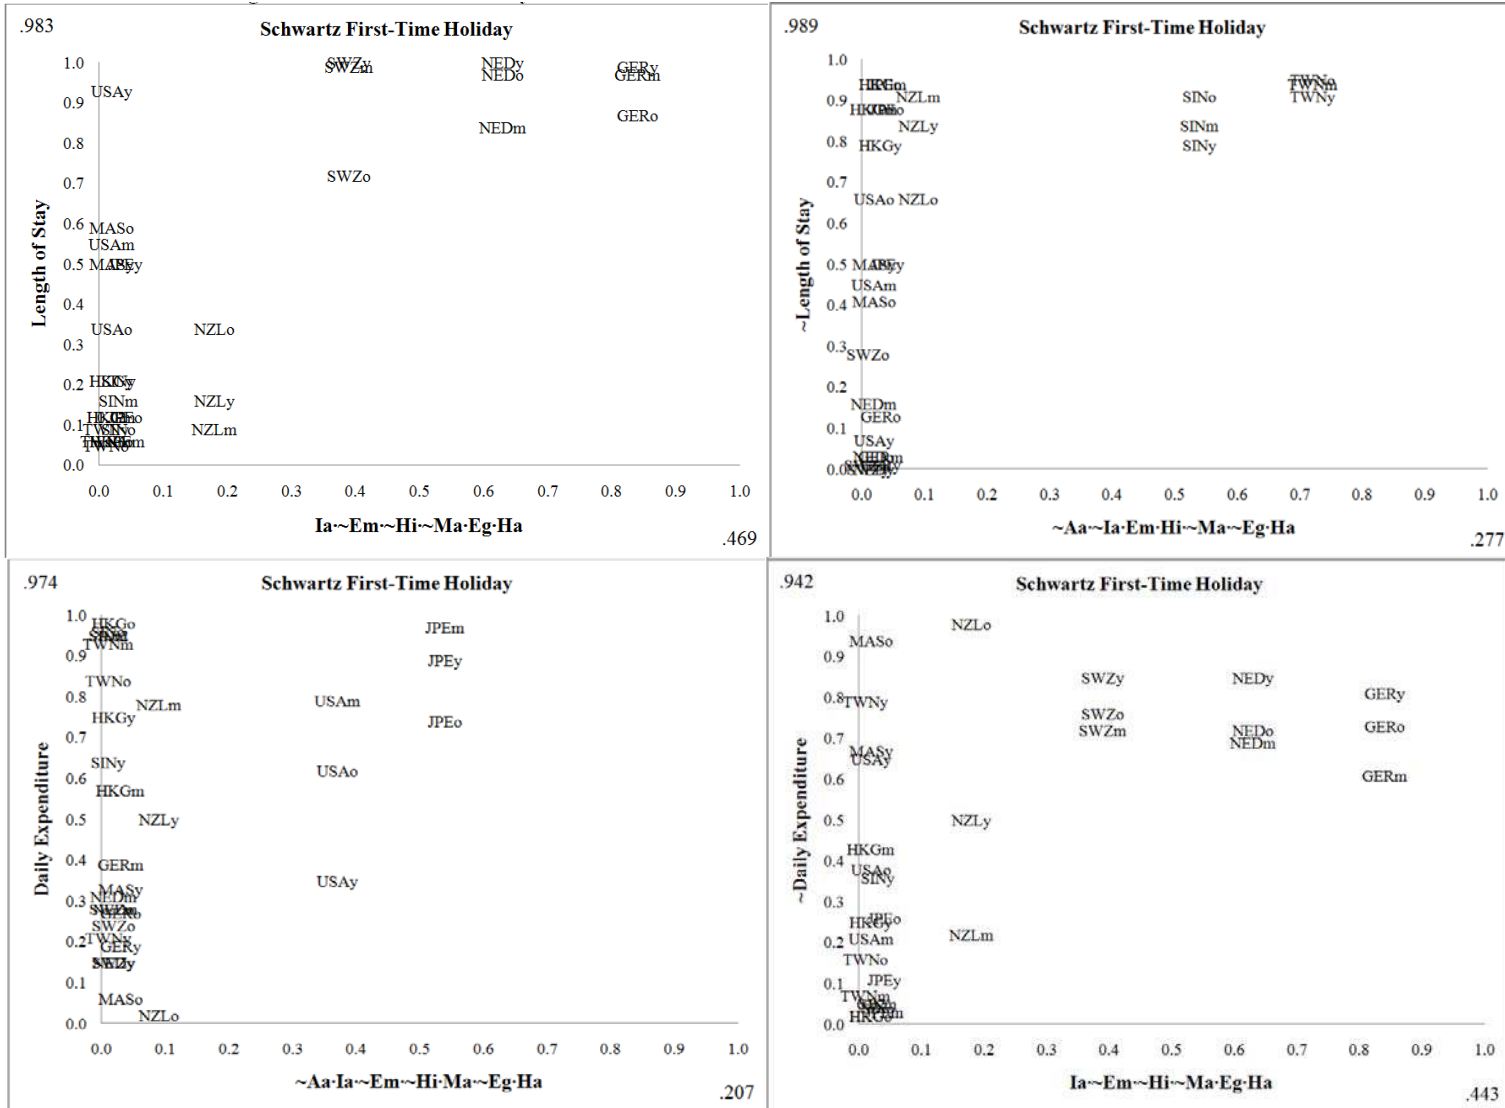 .983
Schwartz First-Time Holiday
1.0
0.9
0.8
0.7
0.6
0.5
0.4
0.3
0.2
0.1
0.0
Length of Stay
SWZy
SWZm
NEDy
NEDo
GERy
GERm
USAy
GERo
NEDm
SWZo
MASo
USAm
MASy
USAo
NZLo
SINm
NZLy
NZLm
TWNo
0.0 0.1 0.2 0.3 0.4 0.5 0.6 0.7 0.8 0.9 1.0
Ia·~Em·~Hi·~Ma·Eg·Ha
.469
.989
Schwartz First-Time Holiday
1.0
0.9
0.8
0.7
0.6
0.5
0.4
0.3
0.2
0.1
0.0
~Length of Stay
TWNo
TWNm
TWNy
NZLm
SINo
NZLy
SINm
HKGy
SINy
USAo NZLo
USAm
MASo
SWZo
NEDm
GERo
USAy
0.0 0.1 0.2 0.3 0.4 0.5 0.6 0.7 0.8 0.9 1.0
~Aa·~Ia·Em·Hi·~Ma·~Eg·Ha
.277
.974
Schwartz First-Time Holiday
1.0
0.9
0.8
0.7
0.6
0.5
0.4
0.3
0.2
0.1
0.0
Daily Expenditure
HKGo
JPEm
TWNm
JPEy
TWNo
NZLm
USAm
HKGy
JPEo
SINy
USAo
HKGm
NZLy
GERm
USAy
MASy
NEDm
GERo
SWZo
TWNy
GERy
MASo
NZLo
0.0 0.1 0.2 0.3 0.4 0.5 0.6 0.7 0.8 0.9 1.0
~Aa·Ia·~Em·~Hi·Ma·~Eg·Ha
.207
.942
Schwartz First-Time Holiday
1.0
0.9
0.8
0.7
0.6
0.5
0.4
0.3
0.2
0.1
0.0
~Daily Expenditure
NZLo
MASo
SWZy
NEDy
GERy
TWNy
SWZo
GERo
SWZm
NEDo
NEDm
MASy
USAy
GERm
NZLy
HKGm
USAo
SINy
JPEo
HKGy
USAm
NZLm
TWNo
JPEy
TWNm
HKGo
0.0 0.1 0.2 0.3 0.4 0.5 0.6 0.7 0.8 0.9 1.0
Ia·~Em·~Hi·~Ma·Eg·Ha
.443